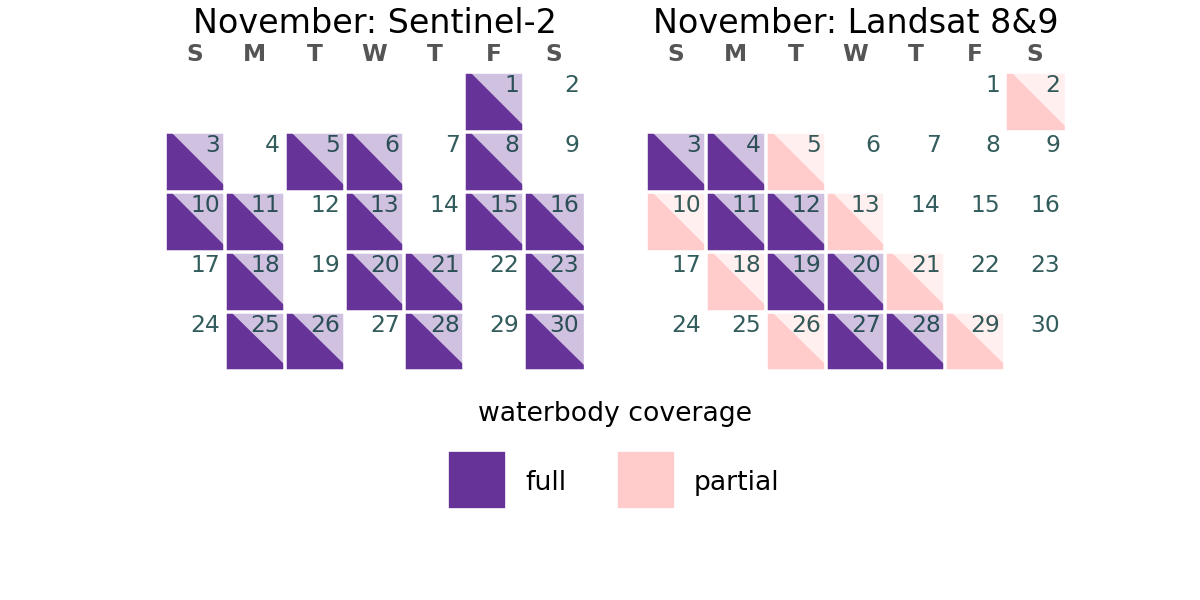 November: Sentinel-2
S M T W T F S
1 2
3 4 5 6 7 8 9
10 11 12 13 14 15 16
17 18 19 20 21 22 23
24 25 26 27 28 29 30
November: Landsat 8&9
S M T W T F S
1 2
3 4 5 6 7 8 9
10 11 12 13 14 15 16
17 18 19 20 21 22 23
24 25 26 27 28 29 30
waterbody coverage
full partial